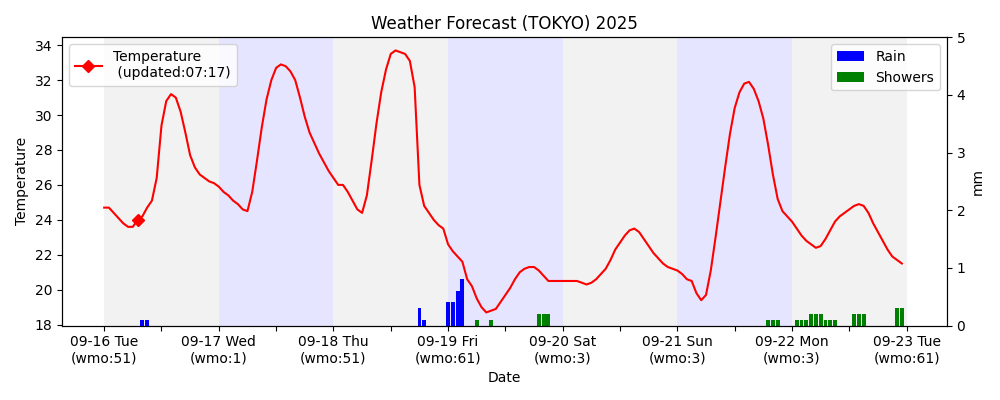 Weather Forecast (TOKYO) 2025
Temperature
(updated:07:17)
Rain
Showers
34
32
30
28
26
24
22
20
18
Temperature
5
4
3
2
1
0
mm
09-16 Tue
(wmo:51)
09-17 Wed
(wmo:1)
09-18 Thu
(wmo:51)
09-19 Fri
(wmo:61)
09-20 Sat
(wmo:3)
09-21 Sun
(wmo:3)
09-22 Mon
(wmo:3)
09-23 Tue
(wmo:61)
Date